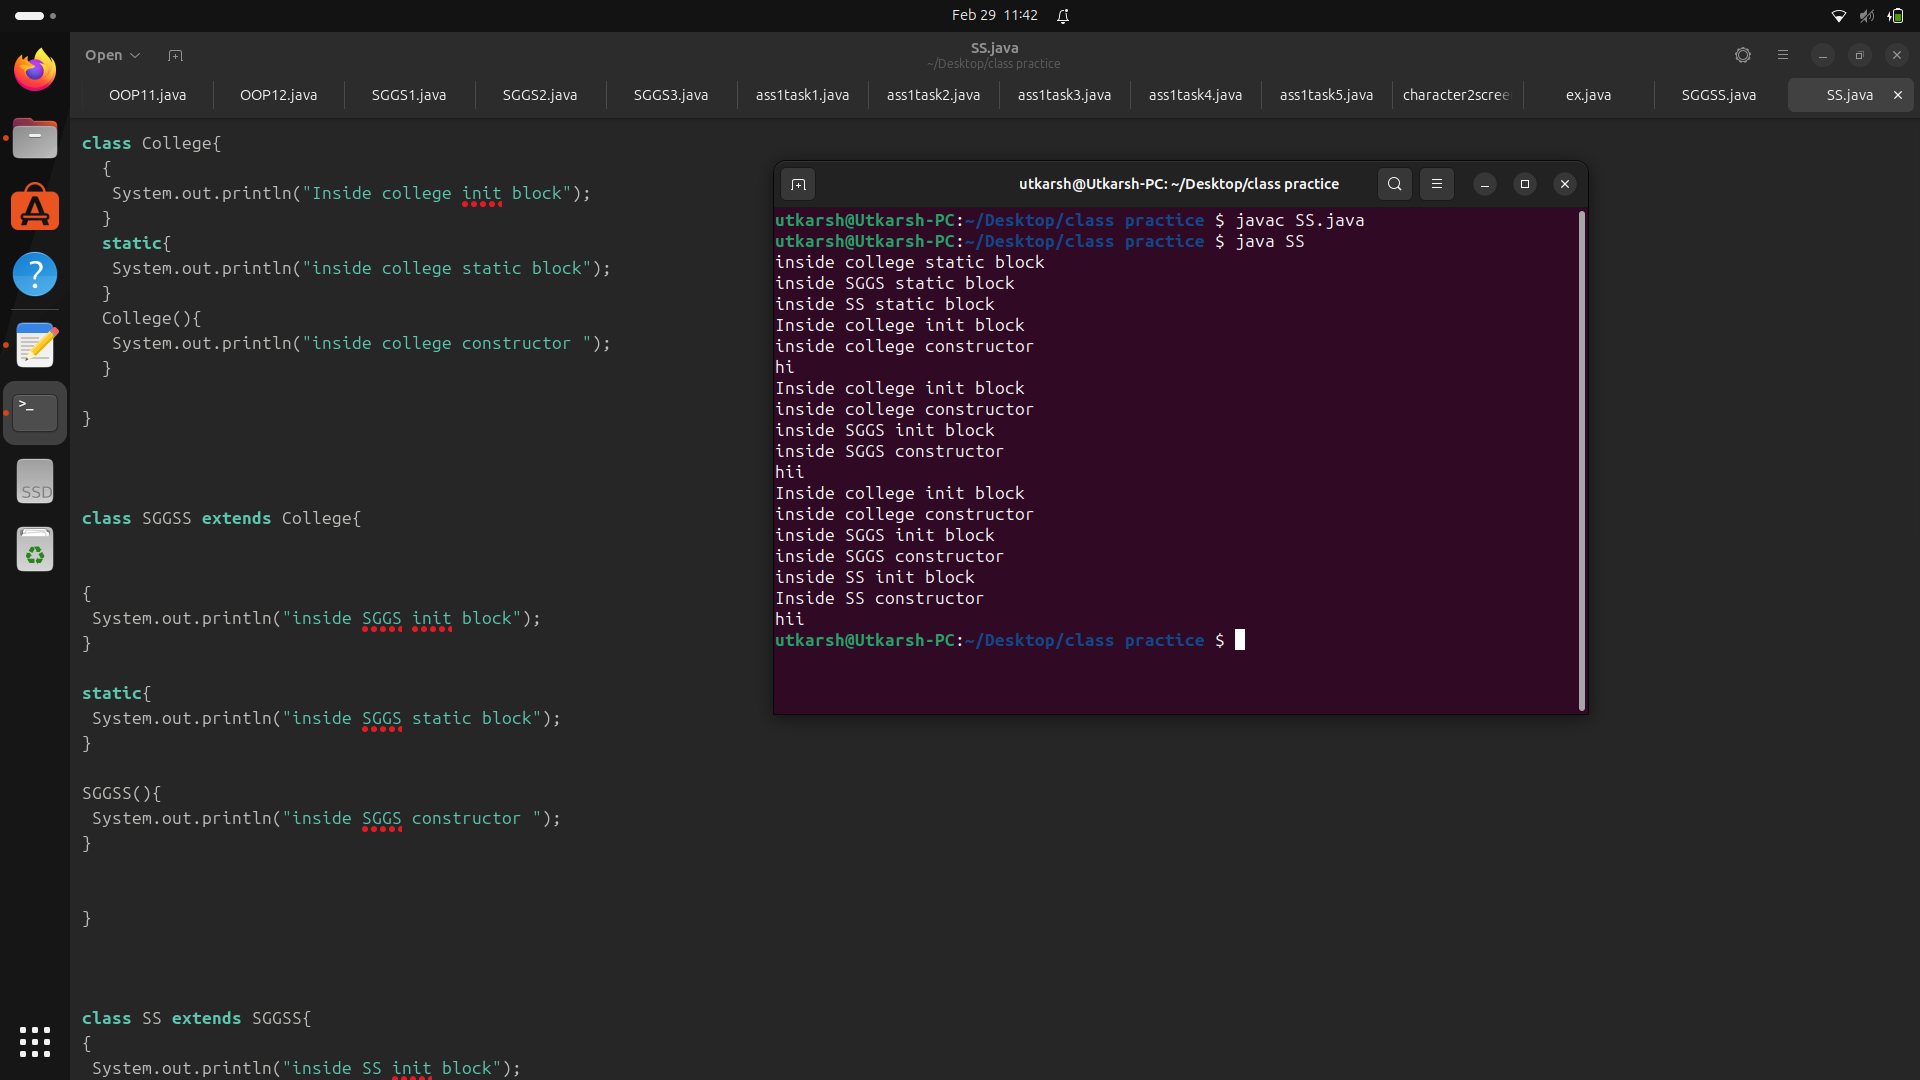 Feb 29 11:42
Open
SS.java
~/Desktop/class practice
OOP11.java OOP12.java SGGS1.java SGGS2.java SGGS3.java ass1task1.java ass1task2.java ass1task3.java ass1task4.java ass1task5.java character2scree ex.java SGGSS.java SS.java
class College{
{
System.out.println("Inside college init block");
}
static{
System.out.println("inside college static block");
}
College(){
System.out.println("inside college constructor ");
}
}
class SGGSS extends College{
{
System.out.println("inside SGGS init block");
}
static{
System.out.println("inside SGGS static block");
}
SGGSS(){
System.out.println("inside SGGS constructor ");
}
}
class SS extends SGGSS{
{
System.out.println("inside SS init block");
utkarsh@Utkarsh-PC: ~/Desktop/class practice
utkarsh@Utkarsh-PC:~/Desktop/class practice $ javac SS.java
utkarsh@Utkarsh-PC:~/Desktop/class practice $ java SS
inside college static block
inside SGGS static block
inside SS static block
Inside college init block
inside college constructor
hi
Inside college init block
inside college constructor
inside SGGS init block
inside SGGS constructor
hii
Inside college init block
inside college constructor
inside SGGS init block
inside SGGS constructor
inside SS init block
Inside SS constructor
hii
utkarsh@Utkarsh-PC:~/Desktop/class practice $
SSD